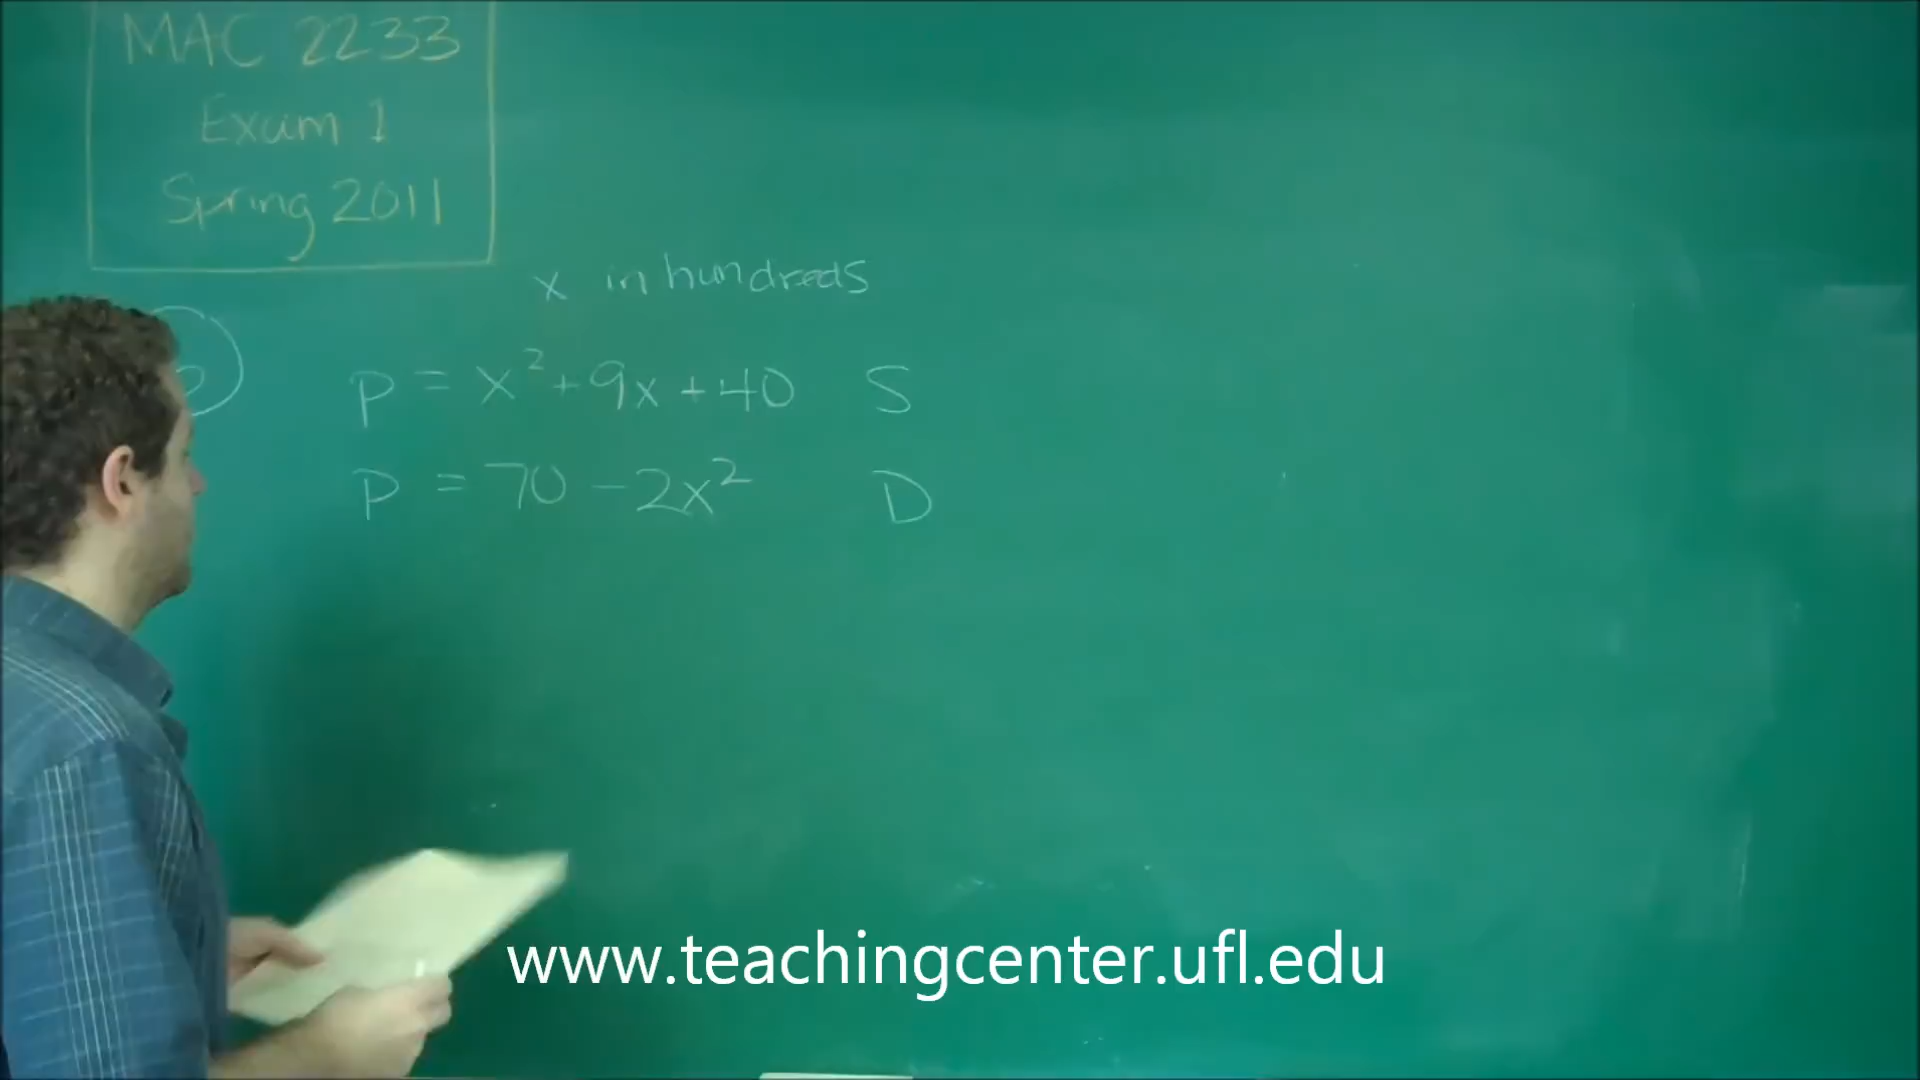 MAC 2233
Exam 1
Spring 2011
x in hundreds
p = x² + 9x + 40 S
p = 70 - 2x² D
www.teachingcenter.ufl.edu